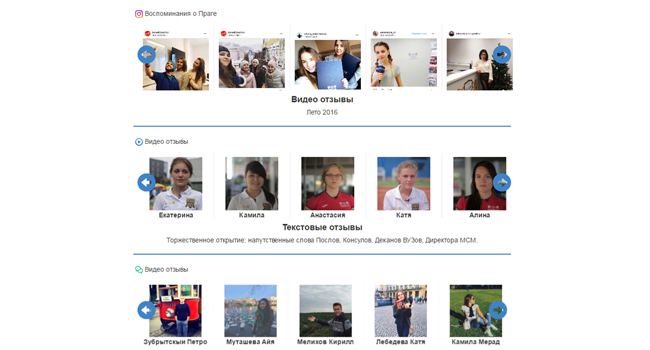 Воспоминания о Праге
Видео отзывы
Лето 2016
Видео отзывы
Екатерина Камила Анастасия Катя Алина
Текстовые отзывы
Торжественное открытие: напутственные слова Послов, Консулов, Деканов ВУЗов, Директора МСМ.
Видео отзывы
Зубрытскый Петро Муташева Айя Мелихов Кирилл Лебедева Катя Камила Мерад